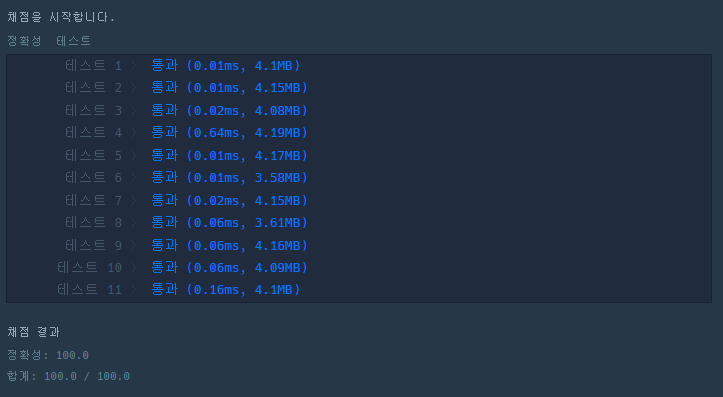 채점을 시작합니다.
정확성 테스트
테스트 1 〉 통과 (0.01ms, 4.1MB)
테스트 2 〉 통과 (0.01ms, 4.15MB)
테스트 3 〉 통과 (0.02ms, 4.08MB)
테스트 4 〉 통과 (0.64ms, 4.19MB)
테스트 5 〉 통과 (0.01ms, 4.17MB)
테스트 6 〉 통과 (0.01ms, 3.58MB)
테스트 7 〉 통과 (0.02ms, 4.15MB)
테스트 8 〉 통과 (0.06ms, 3.61MB)
테스트 9 〉 통과 (0.06ms, 4.16MB)
테스트 10 〉 통과 (0.06ms, 4.09MB)
테스트 11 〉 통과 (0.16ms, 4.1MB)
채점 결과
정확성: 100.0
합계: 100.0 / 100.0